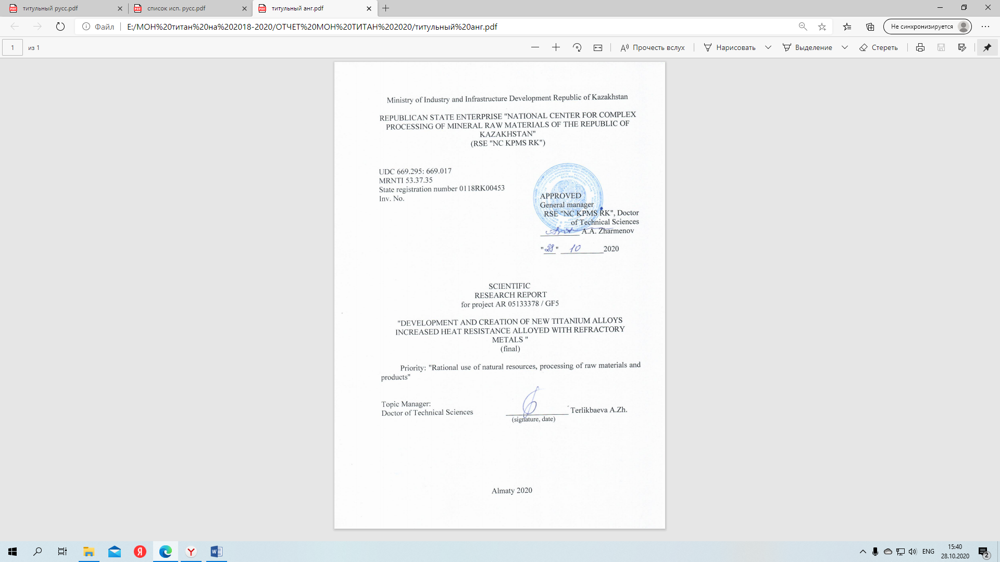 титульный русс.pdf
список исп. русс.pdf
титульный анг.pdf
Файл
E:/МОН%20титан%20на%202018-2020/ОТЧЕТ%20МОН%20ТИТАН%202020/титульный%20анг.pdf
Не синхронизируется
1 из 1
Прочесть вслух
Нарисовать
Выделение
Стереть
Ministry of Industry and Infrastructure Development Republic of Kazakhstan
REPUBLICAN STATE ENTERPRISE "NATIONAL CENTER FOR COMPLEX
PROCESSING OF MINERAL RAW MATERIALS OF THE REPUBLIC OF
KAZAKHSTAN"
(RSE "NC KPMS RK")
UDC 669.295: 669.017
MRNTI 53.37.35
State registration number 0118RK00453
Inv. No.
APPROVED
General manager
RSE "NC KPMS RK", Doctor
of Technical Sciences
A.A. Zharmenov
"28" 10 2020
SCIENTIFIC
RESEARCH REPORT
for project AR 05133378 / GF5
"DEVELOPMENT AND CREATION OF NEW TITANIUM ALLOYS
INCREASED HEAT RESISTANCE ALLOYED WITH REFRACTORY
METALS "
(final)
Priority: "Rational use of natural resources, processing of raw materials and
products"
Topic Manager:
Doctor of Technical Sciences
Terlikbaeva A.Zh.
(signature, date)
Almaty 2020
ENG
15:40
28.10.2020
2